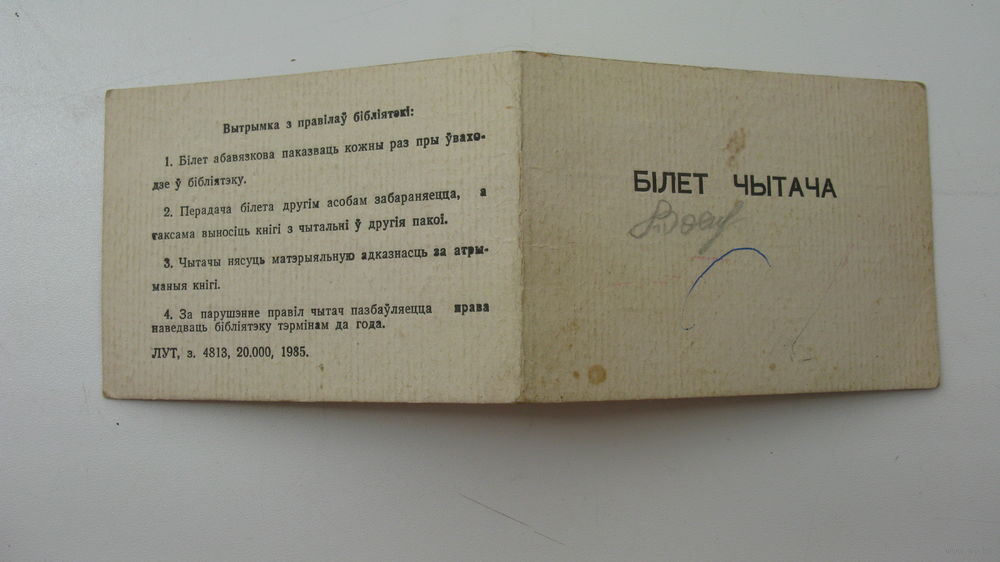 Вытрымка з правілаў бібліятэкі:
1. Білет абавязкова паказваць кожны раз пры ўвахо-
дзе ў бібліятэку.
2. Перадача білета другім асобам забараняецца, а
таксама выносіць кнігі з чытальні ў другія пакоі.
3. Чытачы нясуць матэрыяльную адказнасць за атры-
маныя кнігі.
4. За парушэнне правіл чытач пазбаўляецца права
наведваць бібліятэку тэрмінам да года.
ЛУТ, з. 4813, 20.000, 1985.
БІЛЕТ ЧЫТАЧА